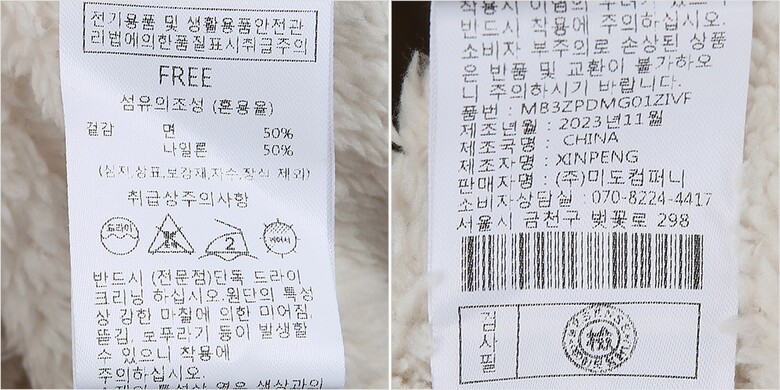 전기용품 및 생활용품안전관
리법에의한품질표시취급주의
FREE
섬유의조성 (혼용율)
겉감 면 50%
나일론 50%
(심지,상표,보강재,자수,장식 제외)
취급상주의사항
드라이
2
반드시 (전문점)단독 드라이
크리닝 하십시오.원단의 특성
상 강한 마찰에 의한 미어짐,
뜯김, 보푸라기 등이 발생할
수 있으니 착용에
주의하십시오.
반드시 착용에 주의하십시오.
소비자 부주의로 손상된 상품
은 반품 및 교환이 불가하오
니 주의하시기 바랍니다.
품번 : MB3ZPDMG01ZIVF
제조년월 : 2023년11월
제조국명 : CHINA
제조자명 : XINPENG
판매자명 : (주)미도컴퍼니
소비자상담실 : 070-8224-4417
서울시 금천구 벚꽃로 298
검사필